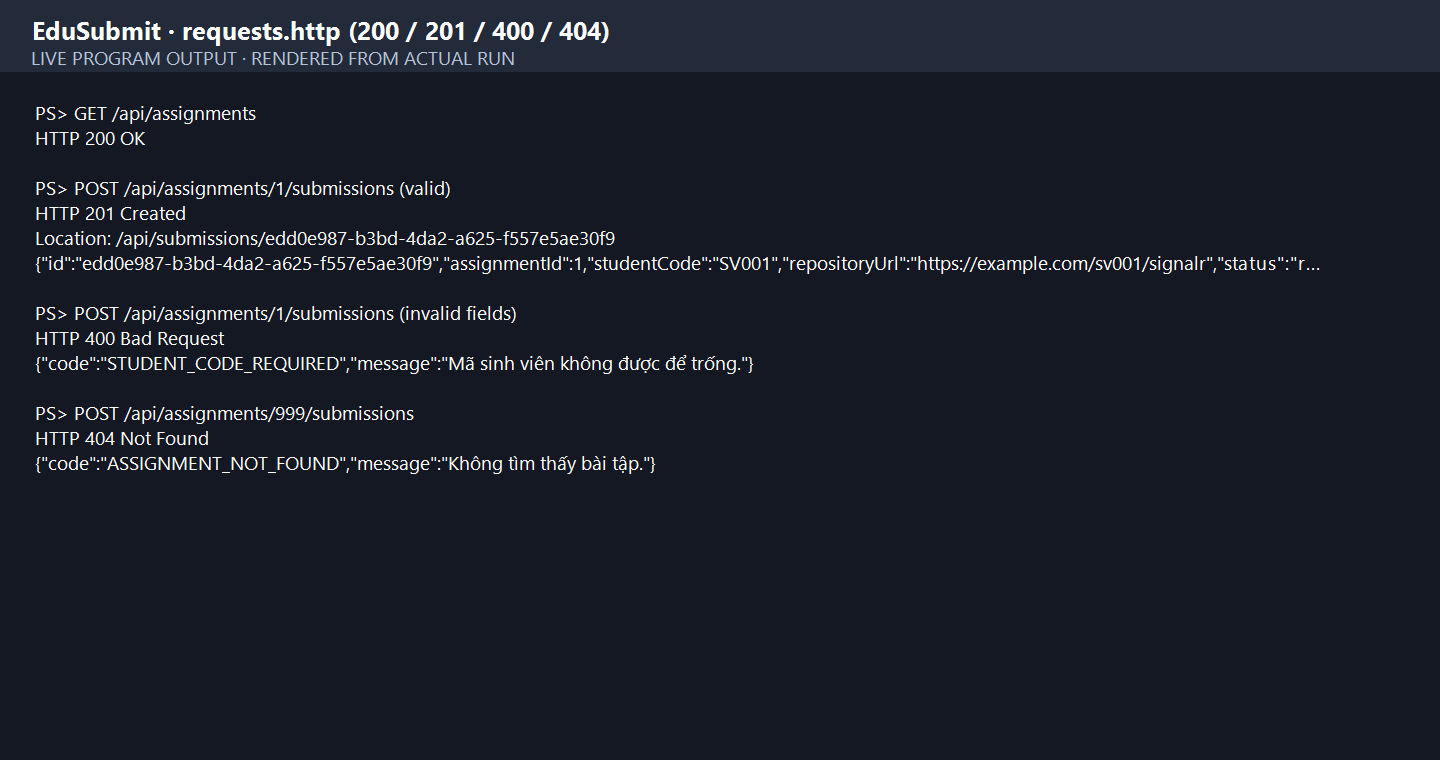 EduSubmit · requests.http (200 / 201 / 400 / 404)
LIVE PROGRAM OUTPUT · RENDERED FROM ACTUAL RUN
PS> GET /api/assignments
HTTP 200 OK
PS> POST /api/assignments/1/submissions (valid)
HTTP 201 Created
Location: /api/submissions/edd0e987-b3bd-4da2-a625-f557e5ae30f9
{"id":"edd0e987-b3bd-4da2-a625-f557e5ae30f9","assignmentId":1,"studentCode":"SV001","repositoryUrl":"https://example.com/sv001/signalr","status":"r...
PS> POST /api/assignments/1/submissions (invalid fields)
HTTP 400 Bad Request
{"code":"STUDENT_CODE_REQUIRED","message":"Mã sinh viên không được để trống."}
PS> POST /api/assignments/999/submissions
HTTP 404 Not Found
{"code":"ASSIGNMENT_NOT_FOUND","message":"Không tìm thấy bài tập."}